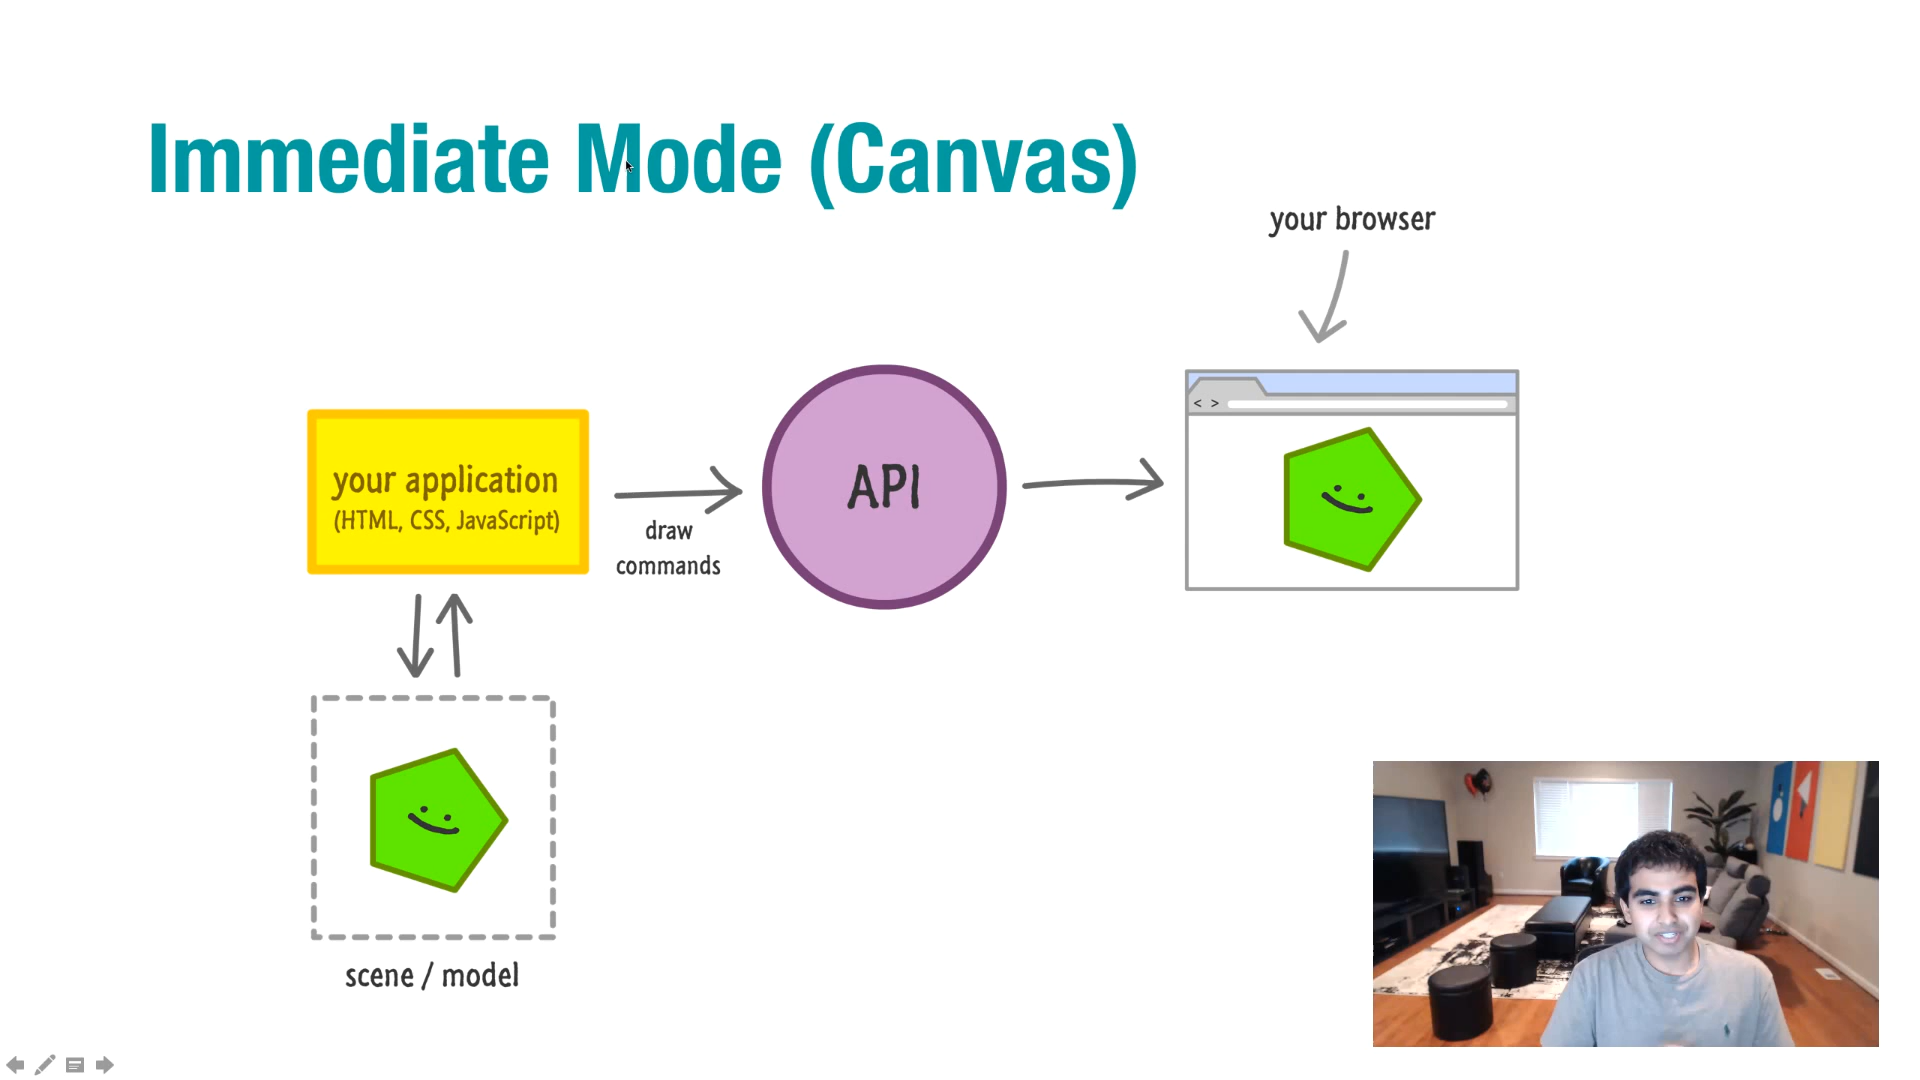 Immediate Mode (Canvas)
your browser
your application
(HTML, CSS, JavaScript)
draw
commands
API
< >
scene / model